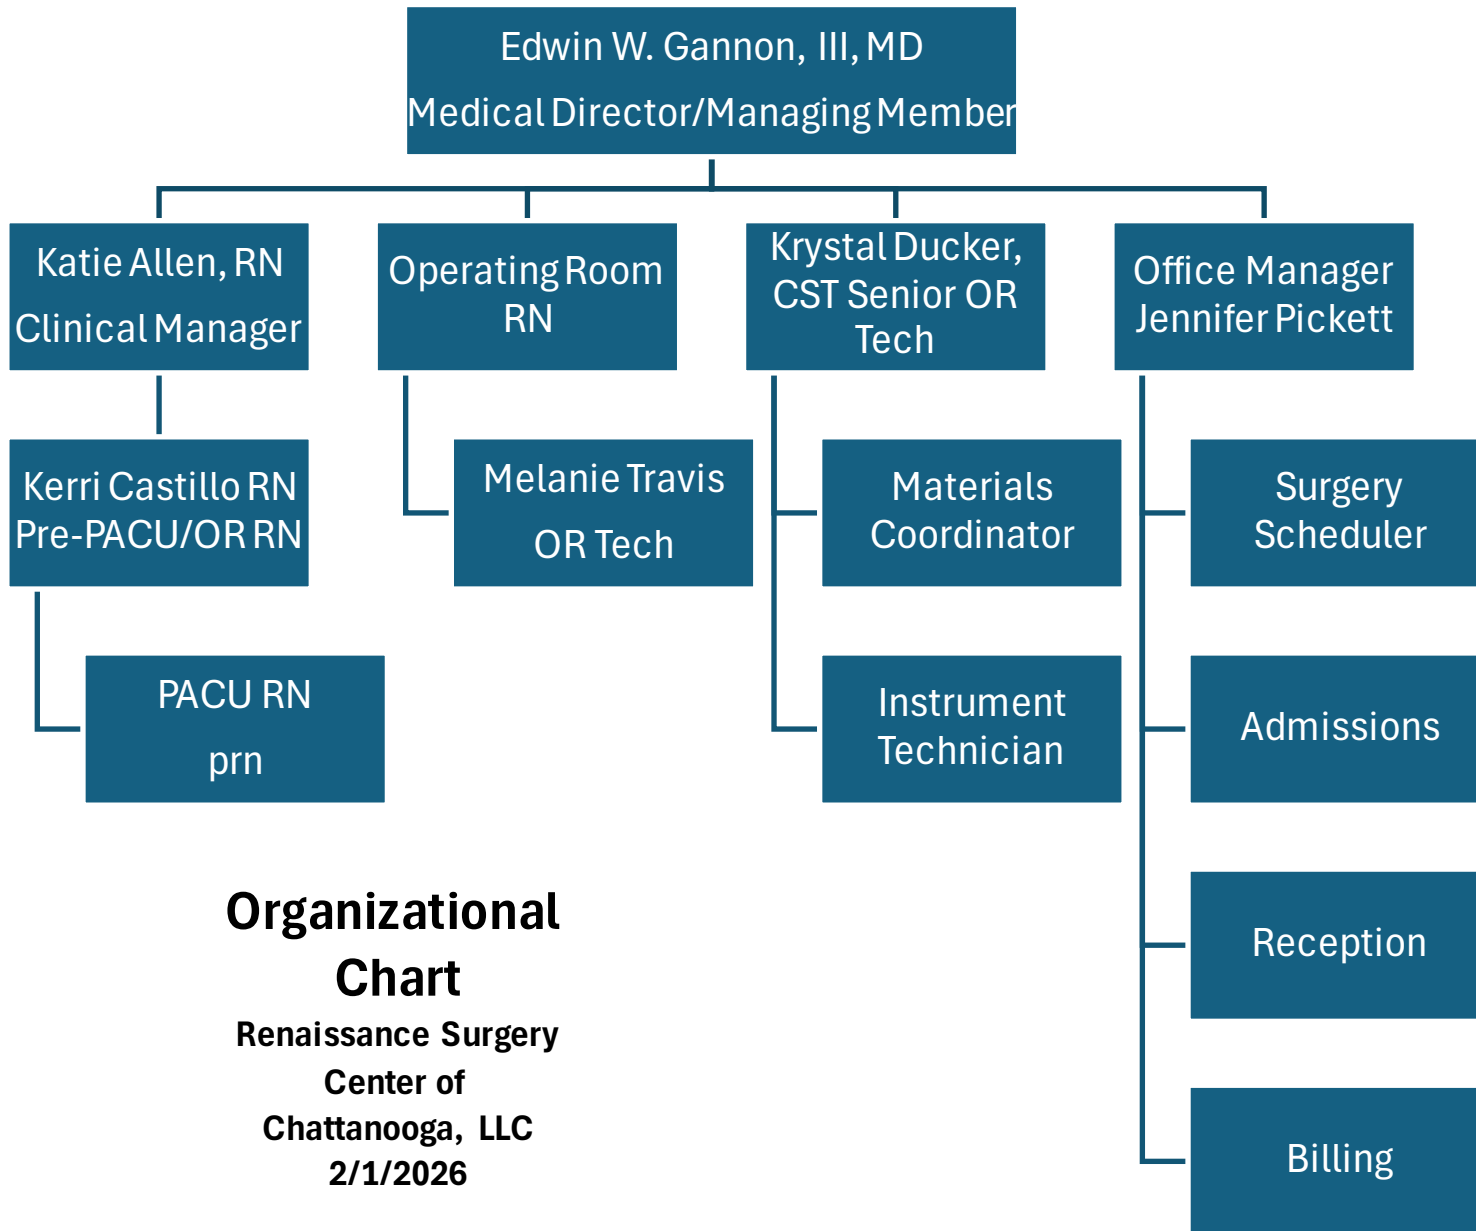 Edwin W. Gannon, III, MD
Medical Director/Managing Member
Katie Allen, RN
Clinical Manager
Operating Room
RN
Krystal Ducker,
CST Senior OR
Tech
Office Manager
Jennifer Pickett
Kerri Castillo RN
Pre-PACU/OR RN
Melanie Travis
OR Tech
Materials
Coordinator
Surgery
Scheduler
PACU RN
prn
Instrument
Technician
Admissions
Reception
Billing
Organizational
Chart
Renaissance Surgery
Center of
Chattanooga, LLC
2/1/2026